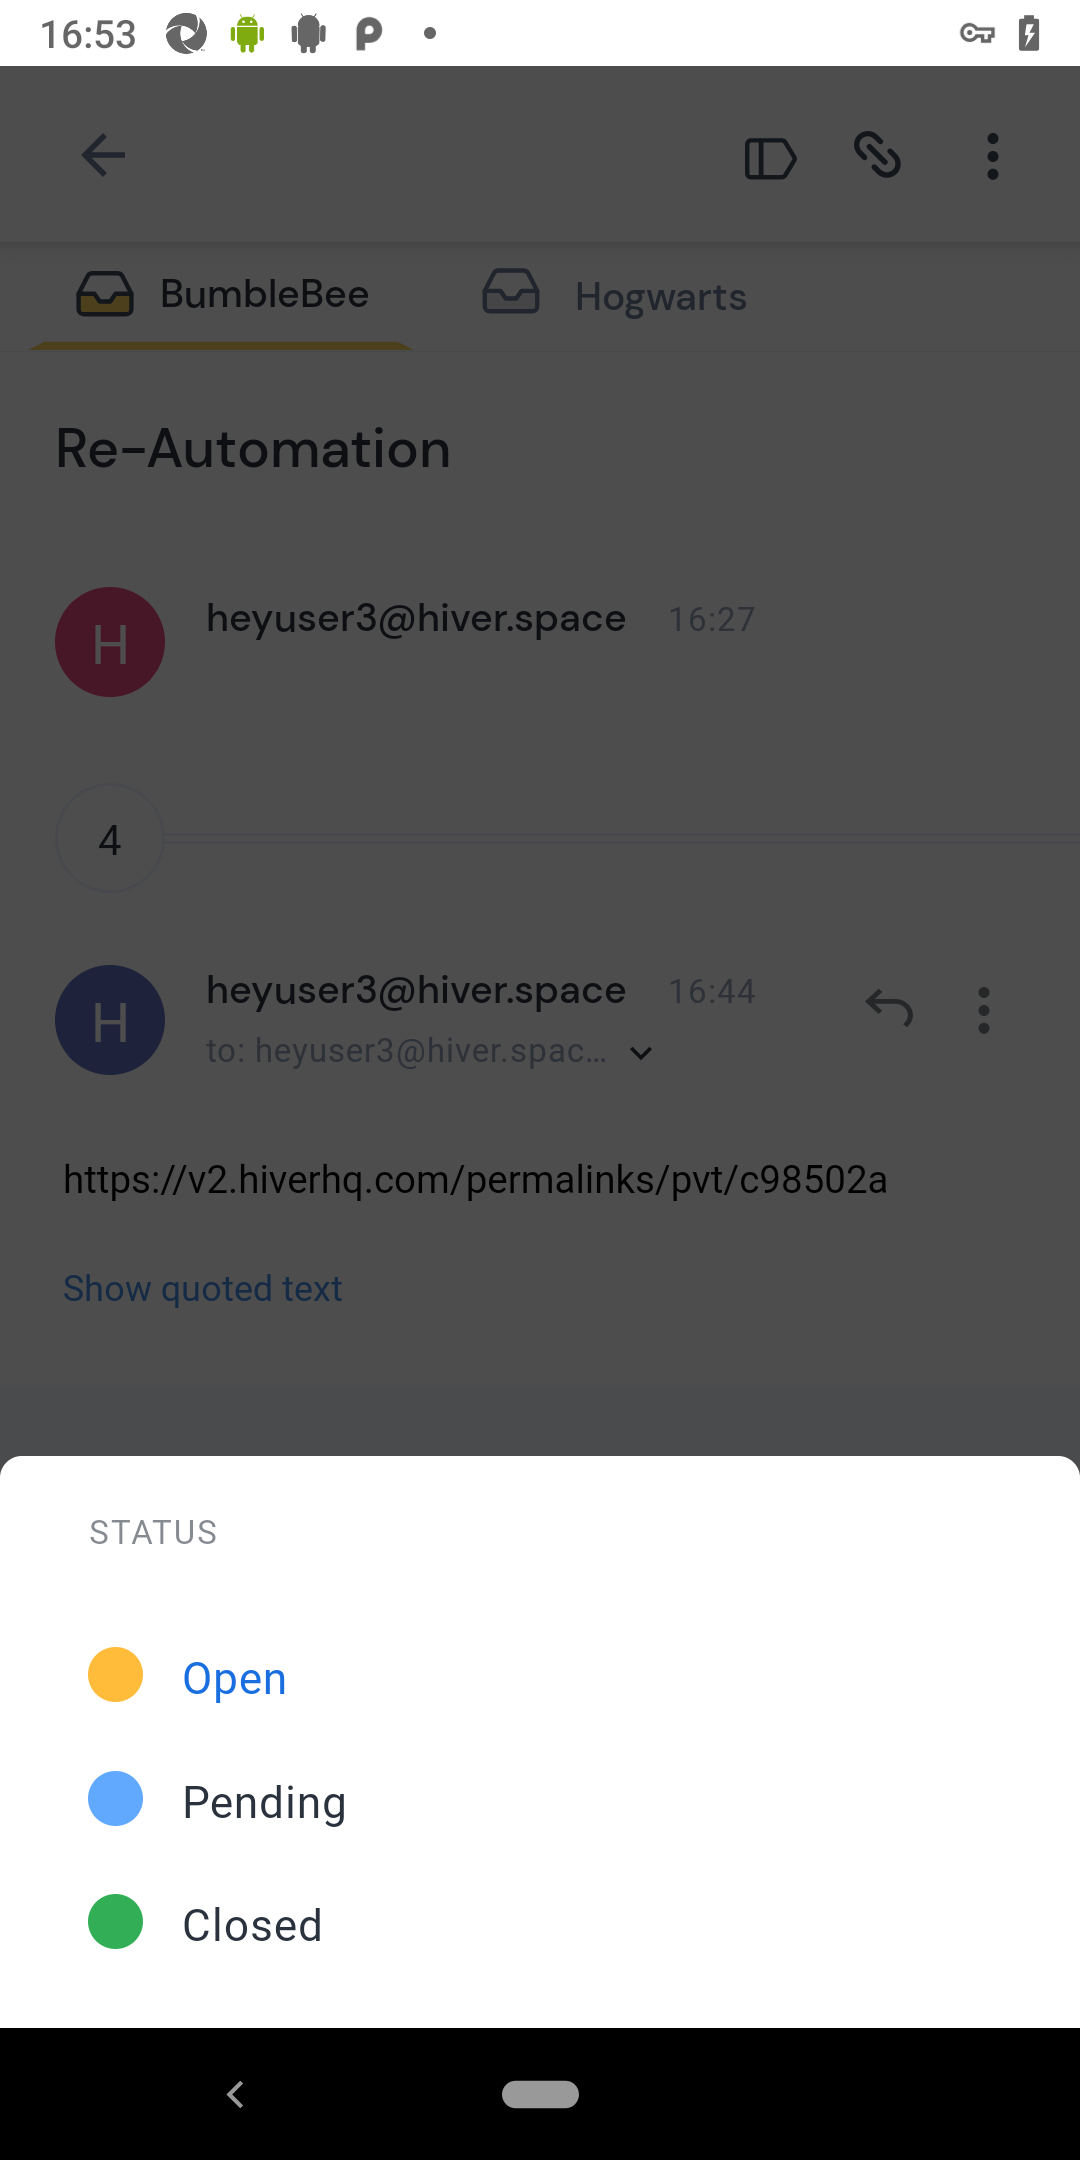 16:53
BumbleBee
Hogwarts
Re-Automation
H
heyuser3@hiver.space 16:27
4
H
heyuser3@hiver.space 16:44
to: heyuser3@hiver.spac...
https://v2.hiverhq.com/permalinks/pvt/c98502a
Show quoted text
STATUS
Open
Pending
Closed